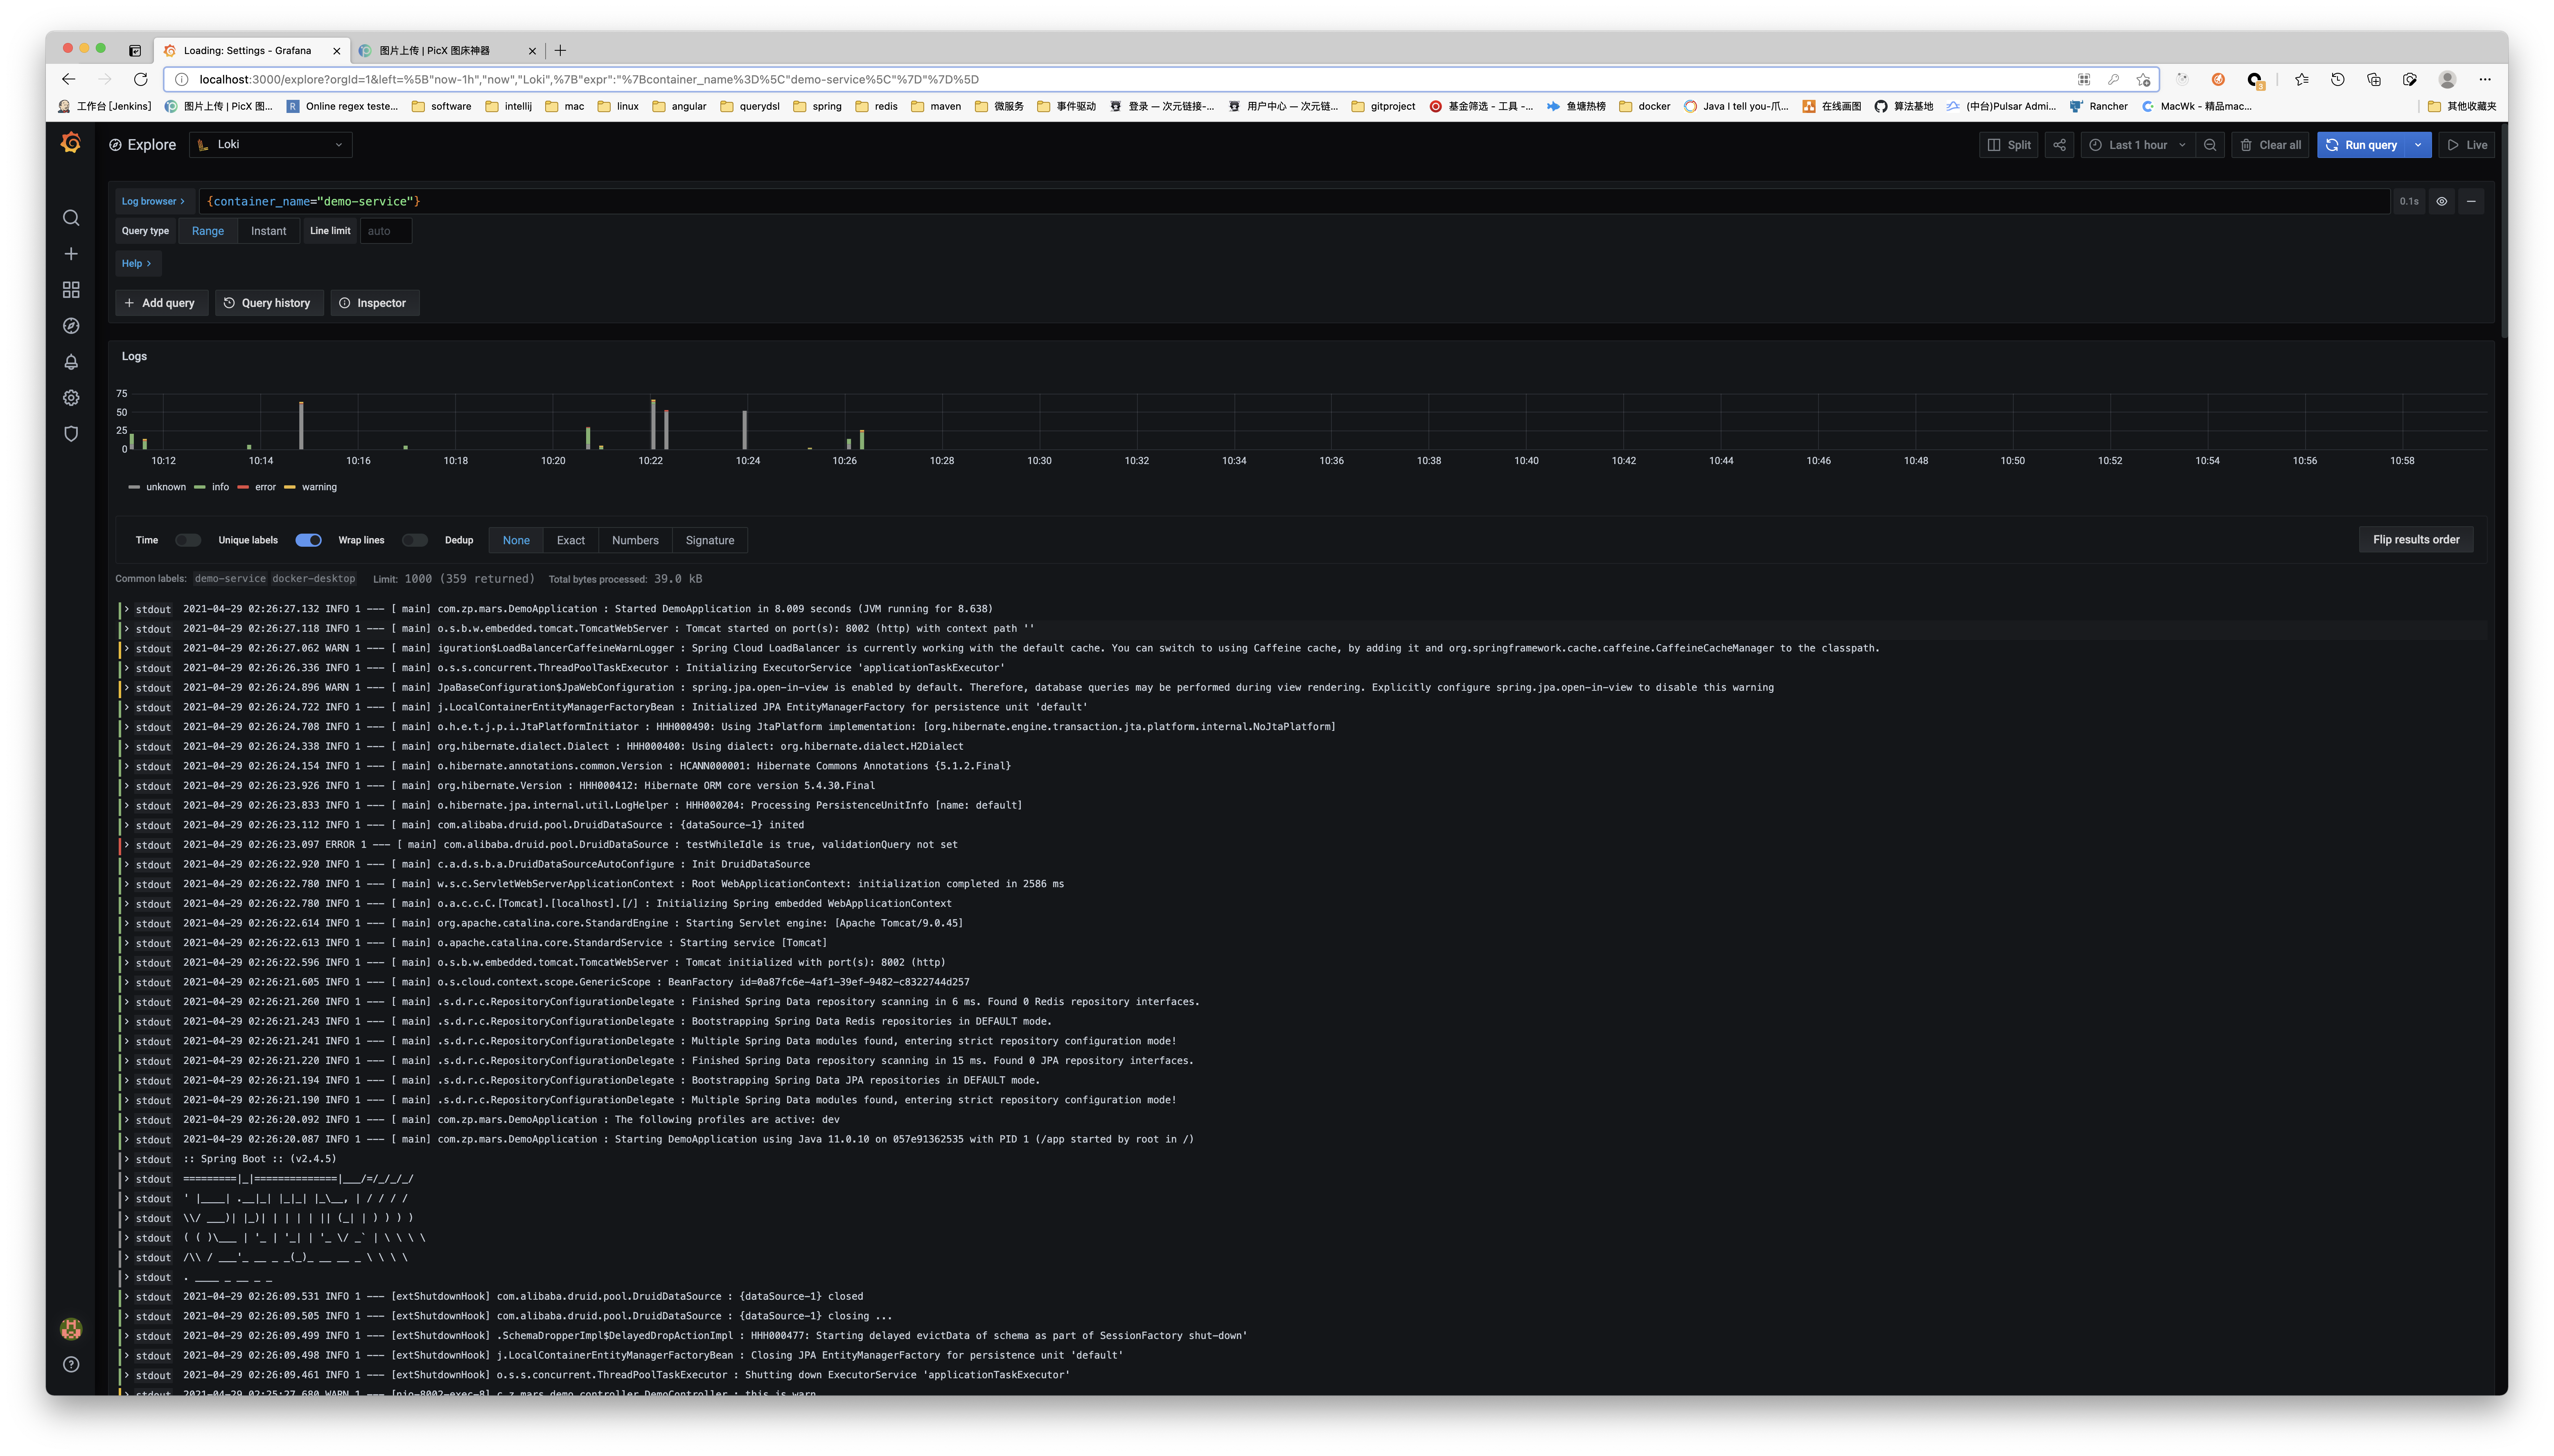 Loading: Settings - Grafana
图片上传 | PicX 图床神器
localhost:3000/explore?orgId=1&left=%5B"now-1h","now","Loki",%7B"expr":"%7Bcontainer_name%3D%5C"demo-service%5C"%7D"%7D%5D
工作台 [Jenkins] 图片上传 | PicX 图... Online regex teste... software intellij mac linux angular querydsl spring redis maven 微服务 事件驱动 登录 — 次元链接-... 用户中心 — 次元链... gitproject 基金筛选 - 工具 -... 鱼塘热榜 docker Java I tell you-爪... 在线画图 算法基地 (中台)Pulsar Admi... Rancher MacWk - 精品mac... 其他收藏夹
Explore Loki Split Last 1 hour Clear all Run query Live
Log browser {container_name="demo-service"} 0.1s
Query type Range Instant Line limit auto
Help
Add query Query history Inspector
Logs
75
50
25
0
10:12 10:14 10:16 10:18 10:20 10:22 10:24 10:26 10:28 10:30 10:32 10:34 10:36 10:38 10:40 10:42 10:44 10:46 10:48 10:50 10:52 10:54 10:56 10:58
unknown info error warning
Time Unique labels Wrap lines Dedup None Exact Numbers Signature Flip results order
Common labels: demo-service docker-desktop Limit: 1000 (359 returned) Total bytes processed: 39.0 kB
stdout 2021-04-29 02:26:27.132 INFO 1 --- [ main] com.zp.mars.DemoApplication : Started DemoApplication in 8.009 seconds (JVM running for 8.638)
stdout 2021-04-29 02:26:27.118 INFO 1 --- [ main] o.s.b.w.embedded.tomcat.TomcatWebServer : Tomcat started on port(s): 8002 (http) with context path ''
stdout 2021-04-29 02:26:27.062 WARN 1 --- [ main] iguration$LoadBalancerCaffeineWarnLogger : Spring Cloud LoadBalancer is currently working with the default cache. You can switch to using Caffeine cache, by adding it and org.springframework.cache.caffeine.CaffeineCacheManager to the classpath.
stdout 2021-04-29 02:26:26.336 INFO 1 --- [ main] o.s.s.concurrent.ThreadPoolTaskExecutor : Initializing ExecutorService 'applicationTaskExecutor'
stdout 2021-04-29 02:26:24.896 WARN 1 --- [ main] JpaBaseConfiguration$JpaWebConfiguration : spring.jpa.open-in-view is enabled by default. Therefore, database queries may be performed during view rendering. Explicitly configure spring.jpa.open-in-view to disable this warning
stdout 2021-04-29 02:26:24.722 INFO 1 --- [ main] j.LocalContainerEntityManagerFactoryBean : Initialized JPA EntityManagerFactory for persistence unit 'default'
stdout 2021-04-29 02:26:24.708 INFO 1 --- [ main] o.h.e.t.j.p.i.JtaPlatformInitiator : HHH000490: Using JtaPlatform implementation: [org.hibernate.engine.transaction.jta.platform.internal.NoJtaPlatform]
stdout 2021-04-29 02:26:24.338 INFO 1 --- [ main] org.hibernate.dialect.Dialect : HHH000400: Using dialect: org.hibernate.dialect.H2Dialect
stdout 2021-04-29 02:26:24.154 INFO 1 --- [ main] o.hibernate.annotations.common.Version : HCANN000001: Hibernate Commons Annotations {5.1.2.Final}
stdout 2021-04-29 02:26:23.926 INFO 1 --- [ main] org.hibernate.Version : HHH000412: Hibernate ORM core version 5.4.30.Final
stdout 2021-04-29 02:26:23.833 INFO 1 --- [ main] o.hibernate.jpa.internal.util.LogHelper : HHH000204: Processing PersistenceUnitInfo [name: default]
stdout 2021-04-29 02:26:23.112 INFO 1 --- [ main] com.alibaba.druid.pool.DruidDataSource : {dataSource-1} inited
stdout 2021-04-29 02:26:23.097 ERROR 1 --- [ main] com.alibaba.druid.pool.DruidDataSource : testWhileIdle is true, validationQuery not set
stdout 2021-04-29 02:26:22.920 INFO 1 --- [ main] c.a.d.s.b.a.DruidDataSourceAutoConfigure : Init DruidDataSource
stdout 2021-04-29 02:26:22.780 INFO 1 --- [ main] w.s.c.ServletWebServerApplicationContext : Root WebApplicationContext: initialization completed in 2586 ms
stdout 2021-04-29 02:26:22.780 INFO 1 --- [ main] o.a.c.c.C.[Tomcat].[localhost].[/] : Initializing Spring embedded WebApplicationContext
stdout 2021-04-29 02:26:22.614 INFO 1 --- [ main] org.apache.catalina.core.StandardEngine : Starting Servlet engine: [Apache Tomcat/9.0.45]
stdout 2021-04-29 02:26:22.613 INFO 1 --- [ main] o.apache.catalina.core.StandardService : Starting service [Tomcat]
stdout 2021-04-29 02:26:22.596 INFO 1 --- [ main] o.s.b.w.embedded.tomcat.TomcatWebServer : Tomcat initialized with port(s): 8002 (http)
stdout 2021-04-29 02:26:21.605 INFO 1 --- [ main] o.s.cloud.context.scope.GenericScope : BeanFactory id=0a87fc6e-4af1-39ef-9482-c8322744d257
stdout 2021-04-29 02:26:21.260 INFO 1 --- [ main] .s.d.r.c.RepositoryConfigurationDelegate : Finished Spring Data repository scanning in 6 ms. Found 0 Redis repository interfaces.
stdout 2021-04-29 02:26:21.243 INFO 1 --- [ main] .s.d.r.c.RepositoryConfigurationDelegate : Bootstrapping Spring Data Redis repositories in DEFAULT mode.
stdout 2021-04-29 02:26:21.241 INFO 1 --- [ main] .s.d.r.c.RepositoryConfigurationDelegate : Multiple Spring Data modules found, entering strict repository configuration mode!
stdout 2021-04-29 02:26:21.220 INFO 1 --- [ main] .s.d.r.c.RepositoryConfigurationDelegate : Finished Spring Data repository scanning in 15 ms. Found 0 JPA repository interfaces.
stdout 2021-04-29 02:26:21.194 INFO 1 --- [ main] .s.d.r.c.RepositoryConfigurationDelegate : Bootstrapping Spring Data JPA repositories in DEFAULT mode.
stdout 2021-04-29 02:26:21.190 INFO 1 --- [ main] .s.d.r.c.RepositoryConfigurationDelegate : Multiple Spring Data modules found, entering strict repository configuration mode!
stdout 2021-04-29 02:26:20.092 INFO 1 --- [ main] com.zp.mars.DemoApplication : The following profiles are active: dev
stdout 2021-04-29 02:26:20.087 INFO 1 --- [ main] com.zp.mars.DemoApplication : Starting DemoApplication using Java 11.0.10 on 057e91362535 with PID 1 (/app started by root in /)
stdout :: Spring Boot :: (v2.4.5)
stdout =========|_|==============|___/=/_/_/_/
stdout ' |____| .__|_| |_|_| |_\__, | / / / /
stdout \\/ ___)| |_)| | | | | || (_| | ) ) ) )
stdout ( ( )\___ | '_ | '_| | '_ \/ _` | \ \ \ \
stdout /\\ / ___'_ __ _ _(_)_ __ __ _ \ \ \ \
stdout . ____ _ __ _ _
stdout 2021-04-29 02:26:09.531 INFO 1 --- [extShutdownHook] com.alibaba.druid.pool.DruidDataSource : {dataSource-1} closed
stdout 2021-04-29 02:26:09.505 INFO 1 --- [extShutdownHook] com.alibaba.druid.pool.DruidDataSource : {dataSource-1} closing ...
stdout 2021-04-29 02:26:09.499 INFO 1 --- [extShutdownHook] .SchemaDropperImpl$DelayedDropActionImpl : HHH000477: Starting delayed evictData of schema as part of SessionFactory shut-down'
stdout 2021-04-29 02:26:09.498 INFO 1 --- [extShutdownHook] j.LocalContainerEntityManagerFactoryBean : Closing JPA EntityManagerFactory for persistence unit 'default'
stdout 2021-04-29 02:26:09.461 INFO 1 --- [extShutdownHook] o.s.s.concurrent.ThreadPoolTaskExecutor : Shutting down ExecutorService 'applicationTaskExecutor'
stdout 2021-04-29 02:25:27.680 WARN 1 --- [nio-8002-exec-8] c.z.mars.demo.controller.DemoController : this is warn